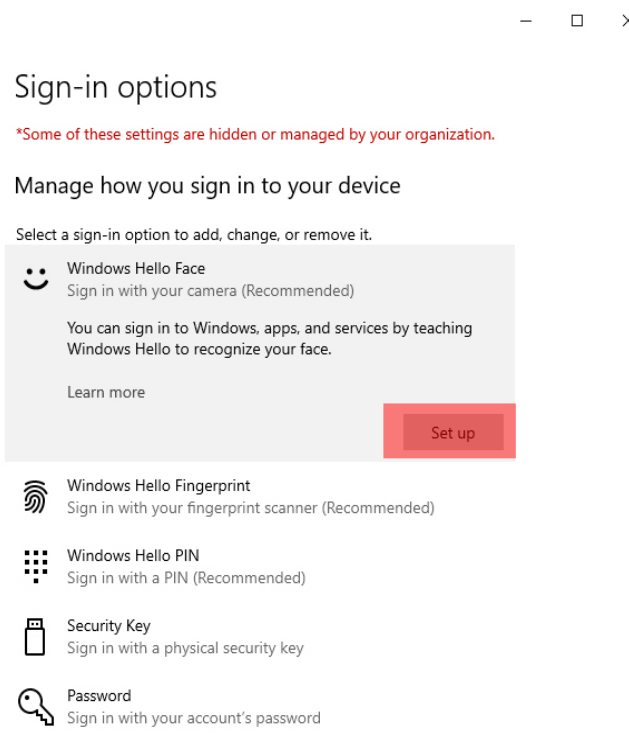 Sign-in options
*Some of these settings are hidden or managed by your organization.
Manage how you sign in to your device
Select a sign-in option to add, change, or remove it.
Windows Hello Face
Sign in with your camera (Recommended)
You can sign in to Windows, apps, and services by teaching
Windows Hello to recognize your face.
Learn more
Set up
Windows Hello Fingerprint
Sign in with your fingerprint scanner (Recommended)
Windows Hello PIN
Sign in with a PIN (Recommended)
Security Key
Sign in with a physical security key
Password
Sign in with your account's password